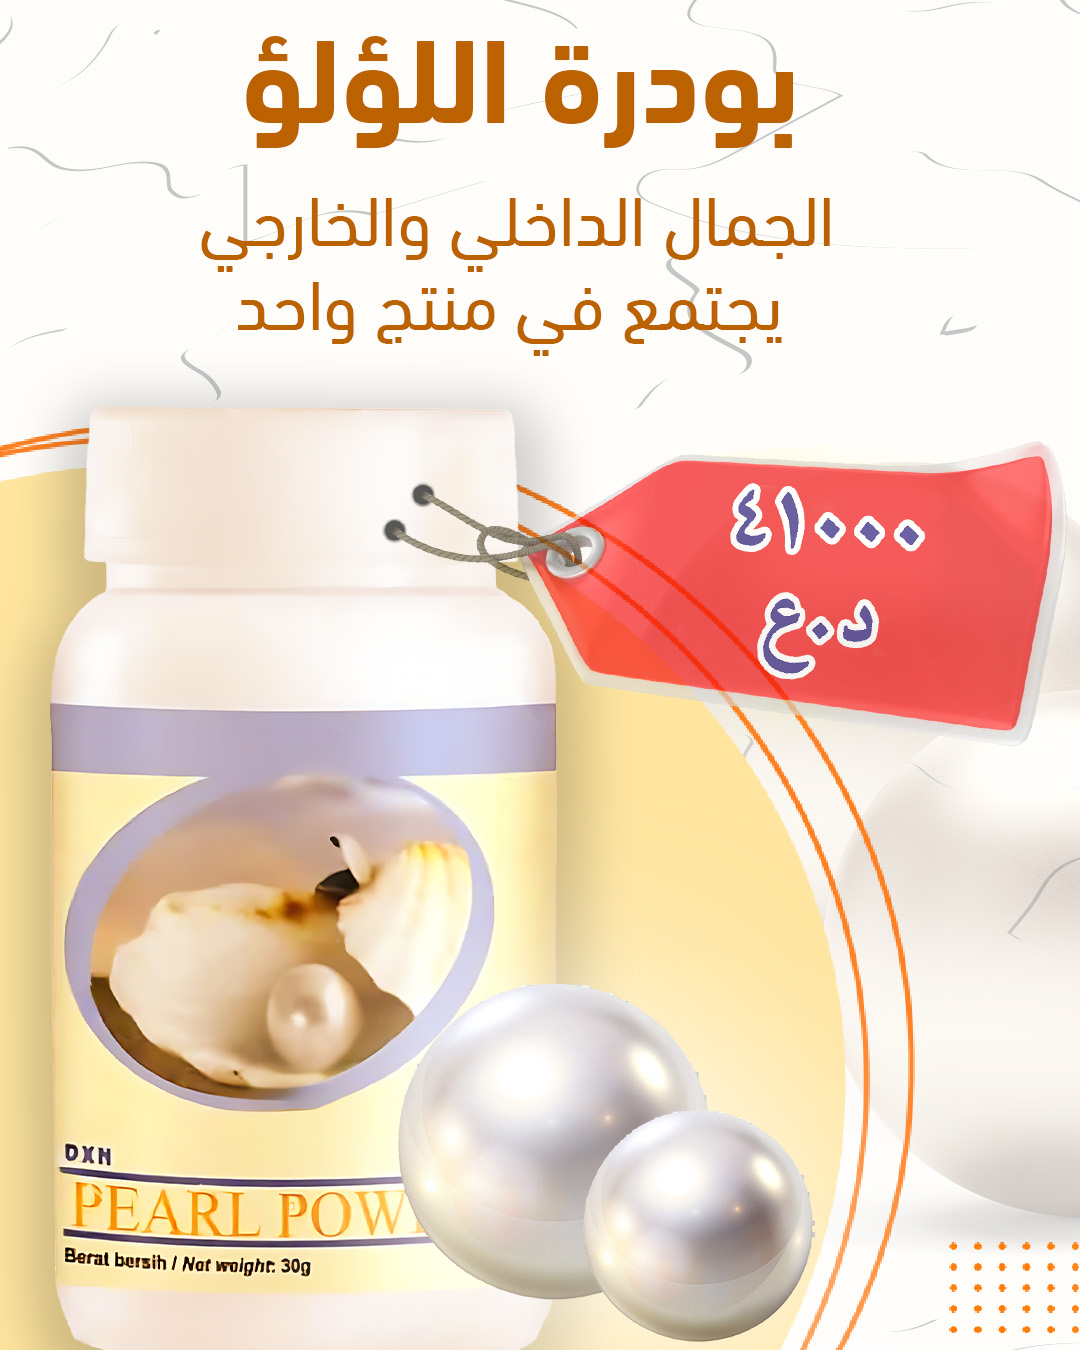 بودرة اللؤلؤ
الجمال الداخلي والخارجي
يجتمع في منتج واحد
٤١٠٠٠
د.ع
DXN
PEARL POW
Berat bersih / Net weight: 30g